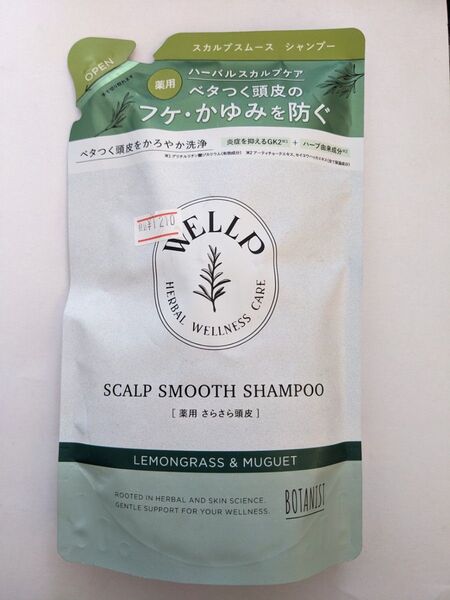 スカルプスムース シャンプー
OPEN
薬用
ハーバルスカルプケア
ベタつく頭皮の
フケ・かゆみを防ぐ
ベタつく頭皮をかろやか洗浄
炎症を抑えるGK2※1 + ハーブ由来成分※2
税込¥1210
WELLP
HERBAL WELLNESS CARE
SCALP SMOOTH SHAMPOO
[ 薬用 さらさら頭皮 ]
LEMONGRASS & MUGUET
ROOTED IN HERBAL AND SKIN SCIENCE.
GENTLE SUPPORT FOR YOUR WELLNESS.
BOTANIST